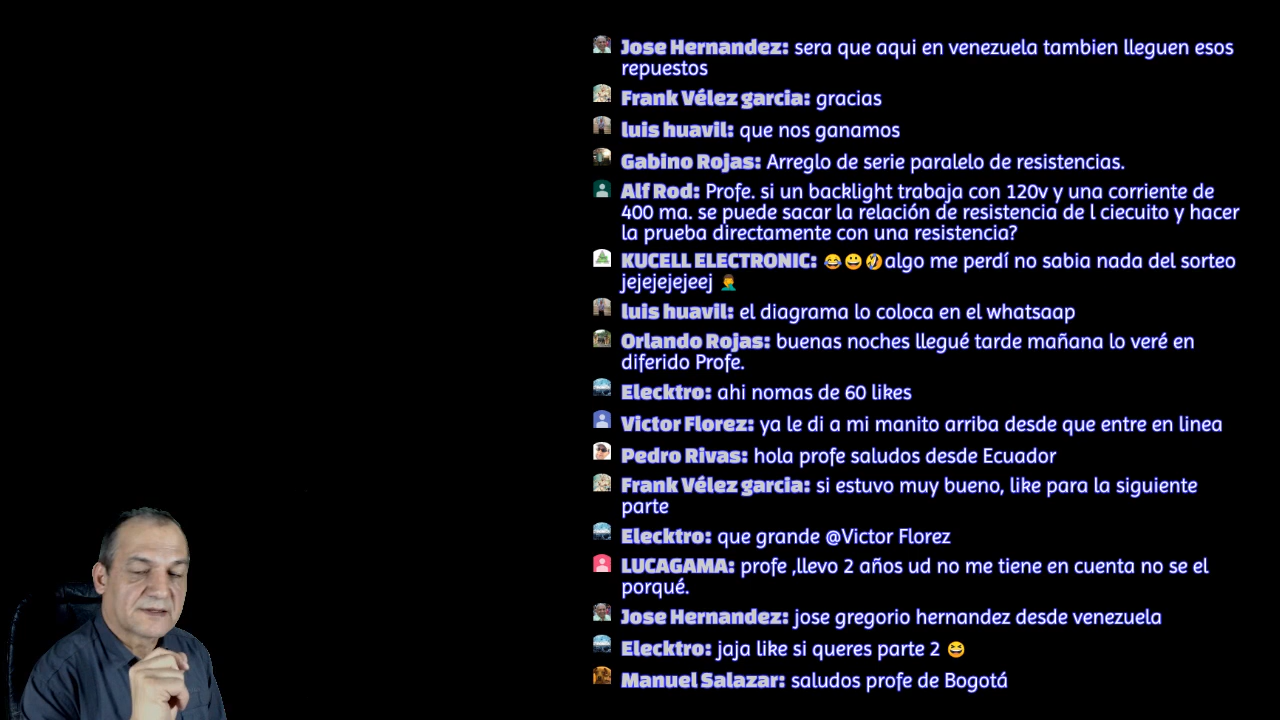 Jose Hernandez: sera que aqui en venezuela tambien lleguen esos
repuestos
Frank Vélez garcia: gracias
luis huavil: que nos ganamos
Gabino Rojas: Arreglo de serie paralelo de resistencias.
Alf Rod: Profe. si un backlight trabaja con 120v y una corriente de
400 ma. se puede sacar la relación de resistencia de l ciecuito y hacer
la prueba directamente con una resistencia?
KUCELL ELECTRONIC: 😂😃🤣algo me perdí no sabia nada del sorteo
jejejejejeej 🤦‍♂️
luis huavil: el diagrama lo coloca en el whatsaap
Orlando Rojas: buenas noches llegué tarde mañana lo veré en
diferido Profe.
Elecktro: ahi nomas de 60 likes
Victor Florez: ya le di a mi manito arriba desde que entre en linea
Pedro Rivas: hola profe saludos desde Ecuador
Frank Vélez garcia: si estuvo muy bueno, like para la siguiente
parte
Elecktro: que grande @Victor Florez
LUCAGAMA: profe ,llevo 2 años ud no me tiene en cuenta no se el
porqué.
Jose Hernandez: jose gregorio hernandez desde venezuela
Elecktro: jaja like si queres parte 2 😆
Manuel Salazar: saludos profe de Bogotá